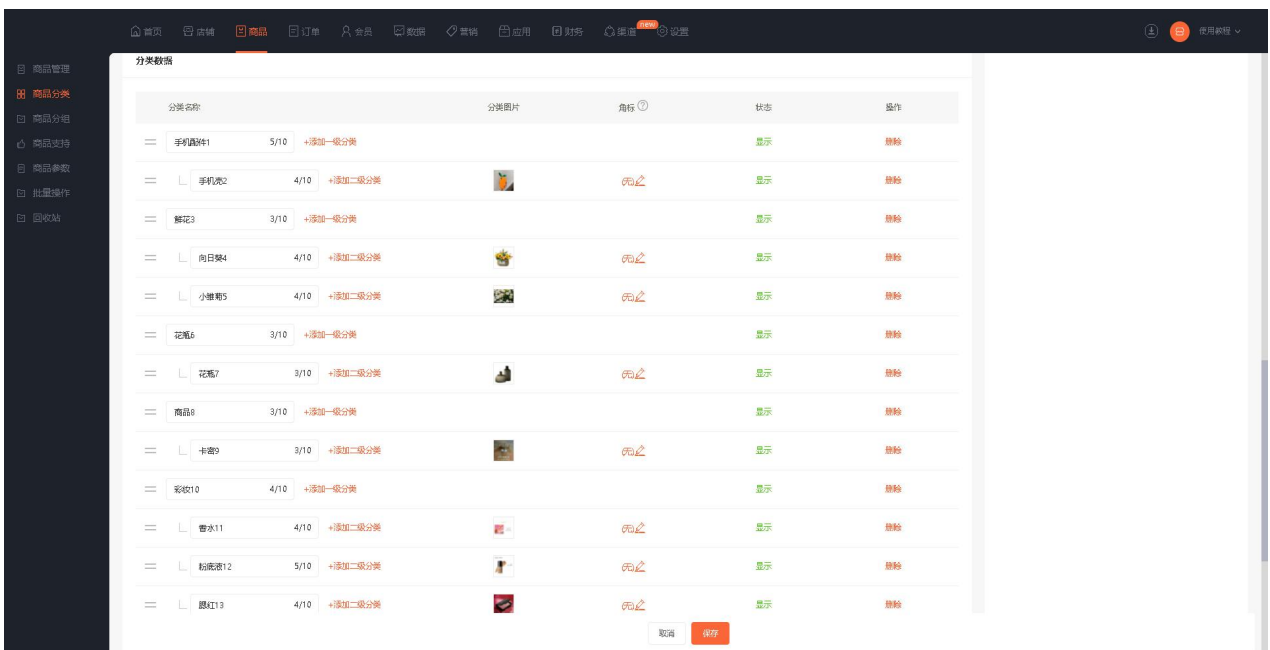 首页 店铺 商品 订单 会员 数据 营销 应用 财务 渠道 new 设置 使用教程
商品管理
商品分类
商品分组
商品支持
商品参数
批量操作
回收站
分类数据
分类名称 分类图片 角标 ? 状态 操作
手机配件1 5/10 +添加一级分类 显示 删除
手机壳2 4/10 +添加二级分类 无 显示 删除
鲜花3 3/10 +添加一级分类 显示 删除
向日葵4 4/10 +添加二级分类 无 显示 删除
小雏菊5 4/10 +添加二级分类 无 显示 删除
花瓶6 3/10 +添加一级分类 显示 删除
花瓶7 3/10 +添加二级分类 无 显示 删除
商品8 3/10 +添加一级分类 显示 删除
卡密9 3/10 +添加二级分类 无 显示 删除
彩妆10 4/10 +添加一级分类 显示 删除
香水11 4/10 +添加二级分类 无 显示 删除
粉底液12 5/10 +添加二级分类 无 显示 删除
腮红13 4/10 +添加二级分类 无 显示 删除
取消 保存